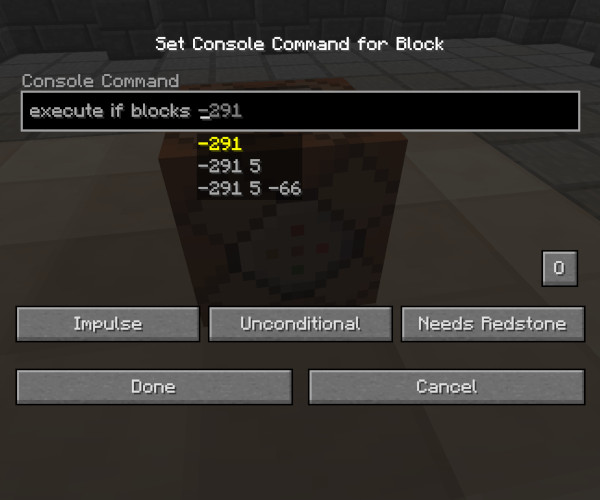 Set Console Command for Block
Console Command
execute if blocks -291
-291
-291 5
-291 5 -66
O
Impulse
Unconditional
Needs Redstone
Done
Cancel